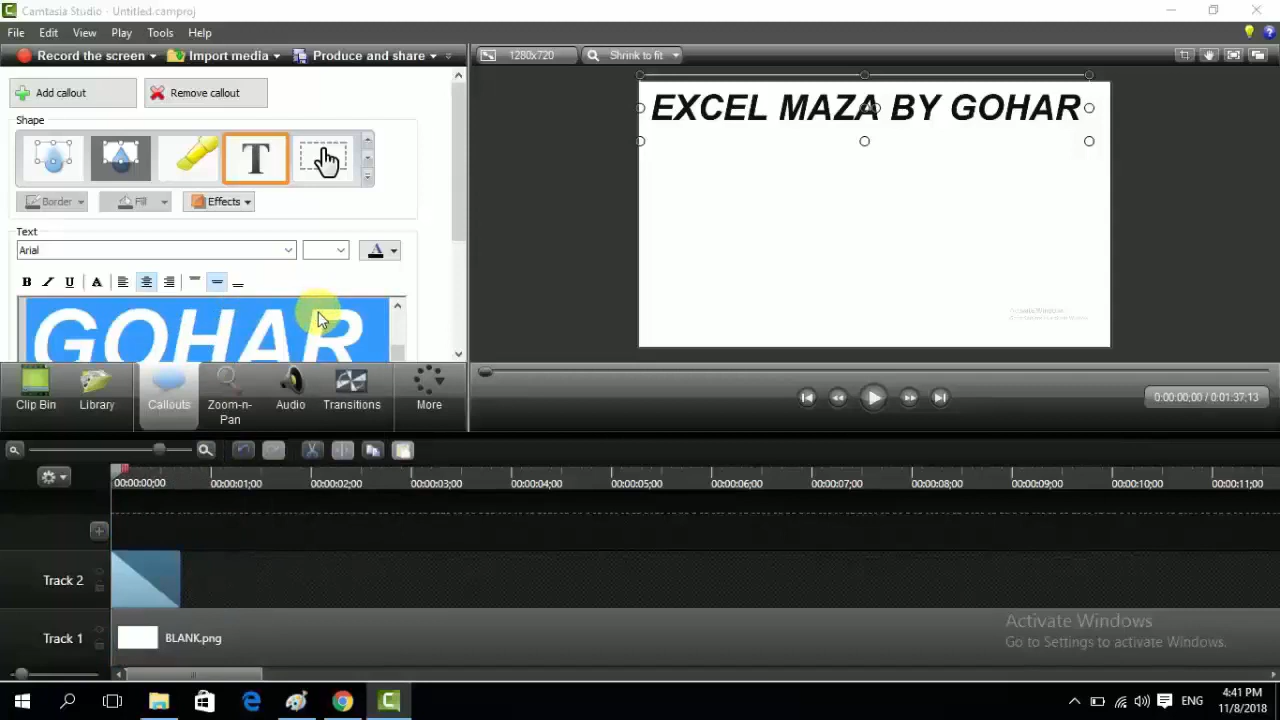 Camtasia Studio - Untitled.camproj
File Edit View Play Tools Help
Record the screen Import media Produce and share
1280x720 Shrink to fit
Add callout Remove callout
Shape
T
Border Fill Effects
Text
Arial A
B I U A
GOHAR
EXCEL MAZA BY GOHAR
Activate Windows
Clip Bin Library Callouts Zoom-n-Pan Audio Transitions More
0:00:00;00 / 0:01:37;13
00:00:00;00 00:00:01;00 00:00:02;00 00:00:03;00 00:00:04;00 00:00:05;00 00:00:06;00 00:00:07;00 00:00:08;00 00:00:09;00 00:00:10;00 00:00:11;00
Track 2
Track 1 BLANK.png
Activate Windows
Go to Settings to activate Windows.
ENG
4:41 PM
11/8/2018